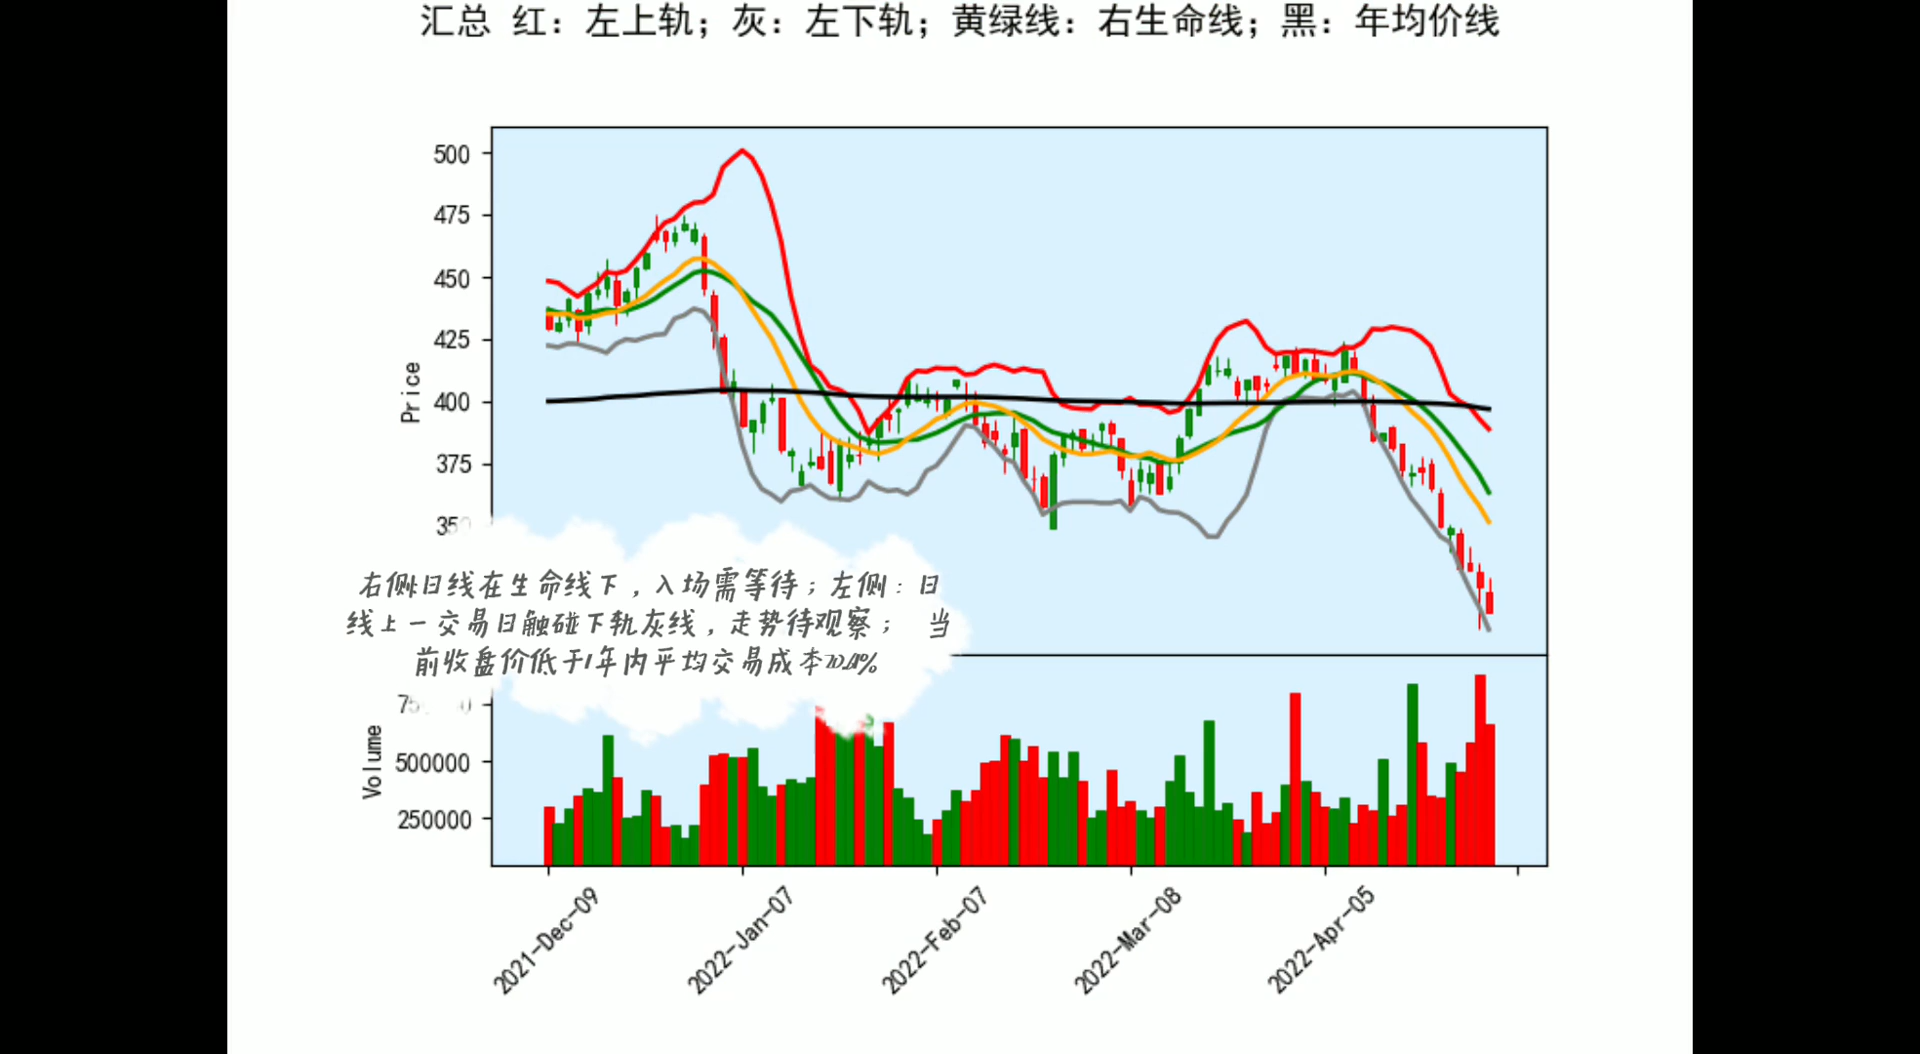 汇总 红：左上轨；灰：左下轨；黄绿线：右生命线；黑：年均价线
500
475
450
425
400
375
Price
右侧:日线在生命线下，入场需等待；左侧：日
线上一交易日触碰下轨灰线，走势待观察； 当
前收盘价低于1年内平均交易成本
500000
250000
Volume
2021-Dec-09
2022-Jan-07
2022-Feb-07
2022-Mar-08
2022-Apr-05